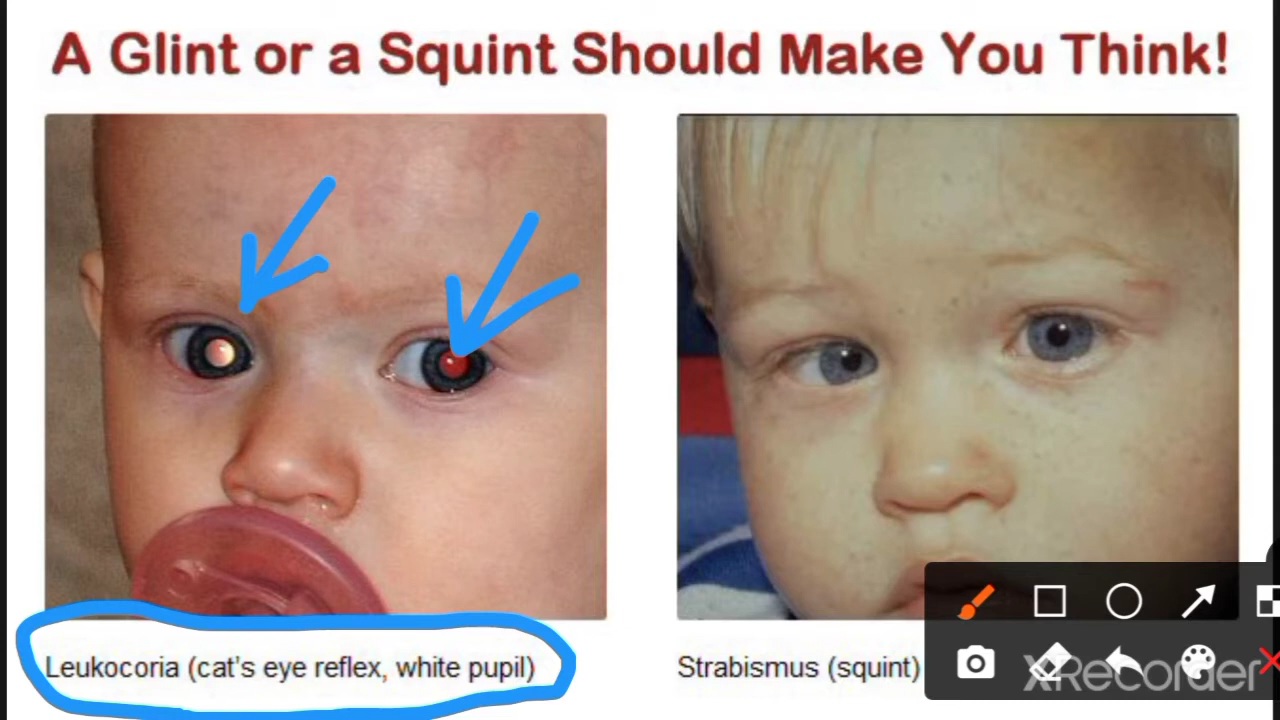 A Glint or a Squint Should Make You Think!
Leukocoria (cat's eye reflex, white pupil)
Strabismus (squint)
XRecorder